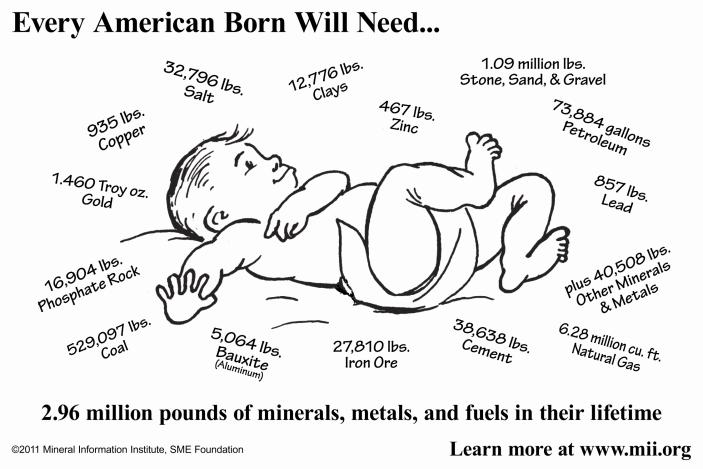 Every American Born Will Need...
32,796 lbs.
Salt
12,776 lbs.
Clays
1.09 million lbs.
Stone, Sand, & Gravel
935 lbs.
Copper
467 lbs.
Zinc
73,884 gallons
Petroleum
1.460 Troy oz.
Gold
857 lbs.
Lead
16,904 lbs.
Phosphate Rock
plus 40,508 lbs.
Other Minerals
& Metals
529,097 lbs.
Coal
5,064 lbs.
Bauxite
(Aluminum)
27,810 lbs.
Iron Ore
38,638 lbs.
Cement
6.28 million cu. ft.
Natural Gas
2.96 million pounds of minerals, metals, and fuels in their lifetime
©2011 Mineral Information Institute, SME Foundation
Learn more at www.mii.org